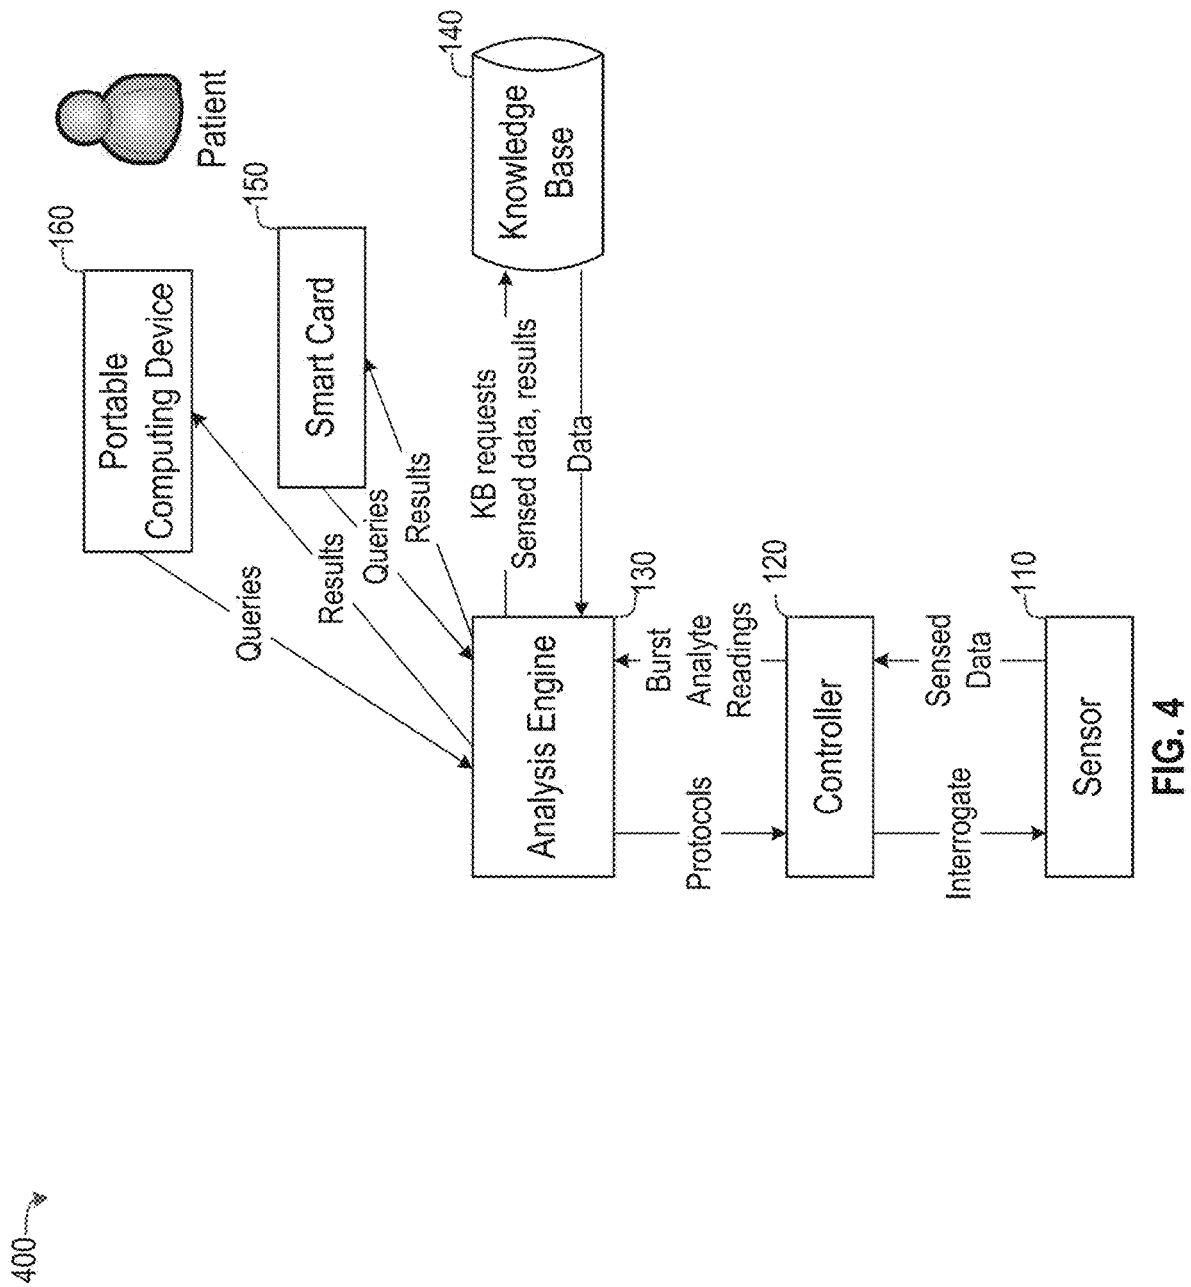 400
160
Portable
Computing Device
Patient
150
Smart Card
140
Knowledge
Base
Queries
Results
Queries
Results
KB requests
Sensed data, results
Data
130
Analysis Engine
Protocols
Burst
Analyte
Readings
120
Controller
Interrogate
Sensed
Data
110
Sensor
FIG. 4